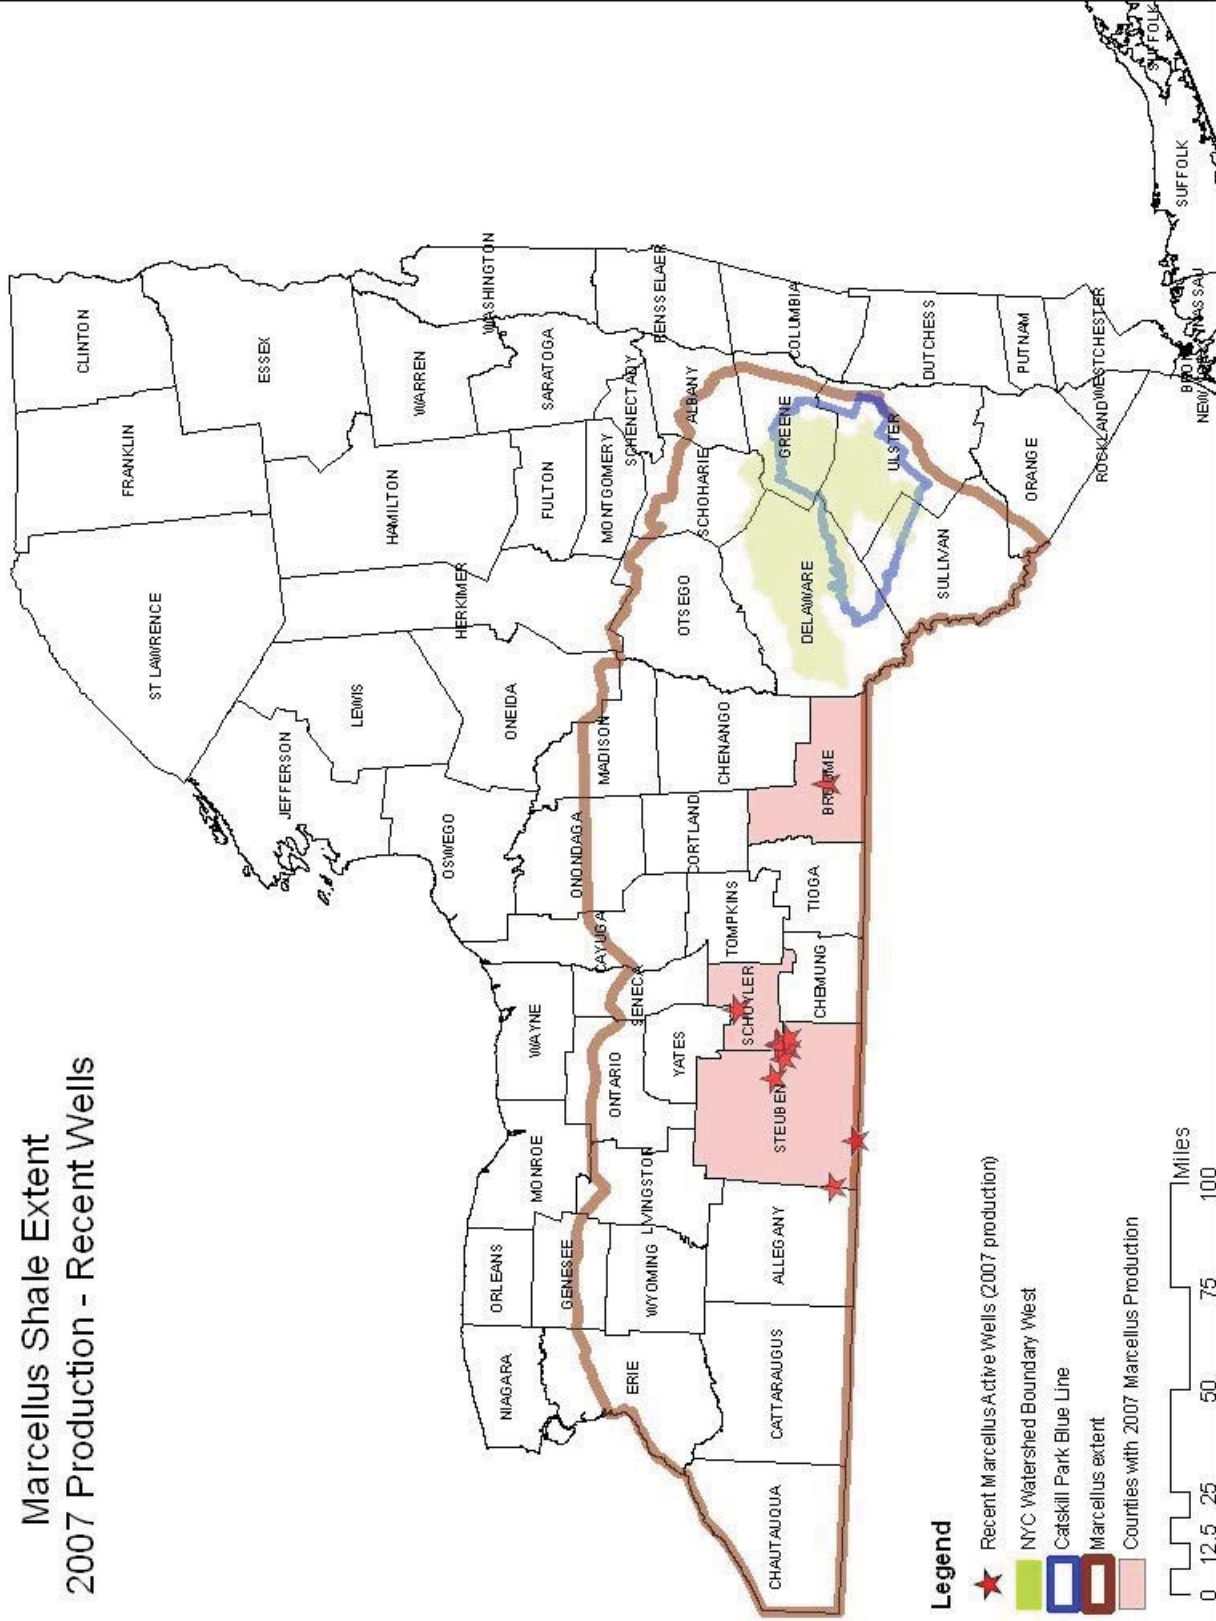 Marcellus Shale Extent
2007 Production - Recent Wells
CLINTON
FRANKLIN
ST LAWRENCE
ESSEX
JEFFERSON
LEWIS
HAMILTON
WARREN
HERKIMER
WASHINGTON
OSWEGO
ONEIDA
FULTON
SARATOGA
NIAGARA
ORLEANS
MONROE
WAYNE
CAYUGA
ONONDAGA
MADISON
MONTGOMERY
SCHENECTADY
RENSSELAER
GENESEE
ERIE
WYOMING
LIVINGSTON
ONTARIO
SENECA
YATES
CORTLAND
CHENANGO
OTSEGO
SCHOHARIE
ALBANY
TOMPKINS
SCHUYLER
CHAUTAUQUA
CATTARAUGUS
ALLEGANY
STEUBEN
CHEMUNG
TIOGA
BROOME
DELAWARE
GREENE
COLUMBIA
ULSTER
SULLIVAN
DUTCHESS
ORANGE
PUTNAM
ROCKLAND
WESTCHESTER
NASSAU
SUFFOLK
SUFFOLK
Legend
Recent Marcellus Active Wells (2007 production)
NYC Watershed Boundary West
Catskill Park Blue Line
Marcellus extent
Counties with 2007 Marcellus Production
0 12.5 25 50 75 100
Miles